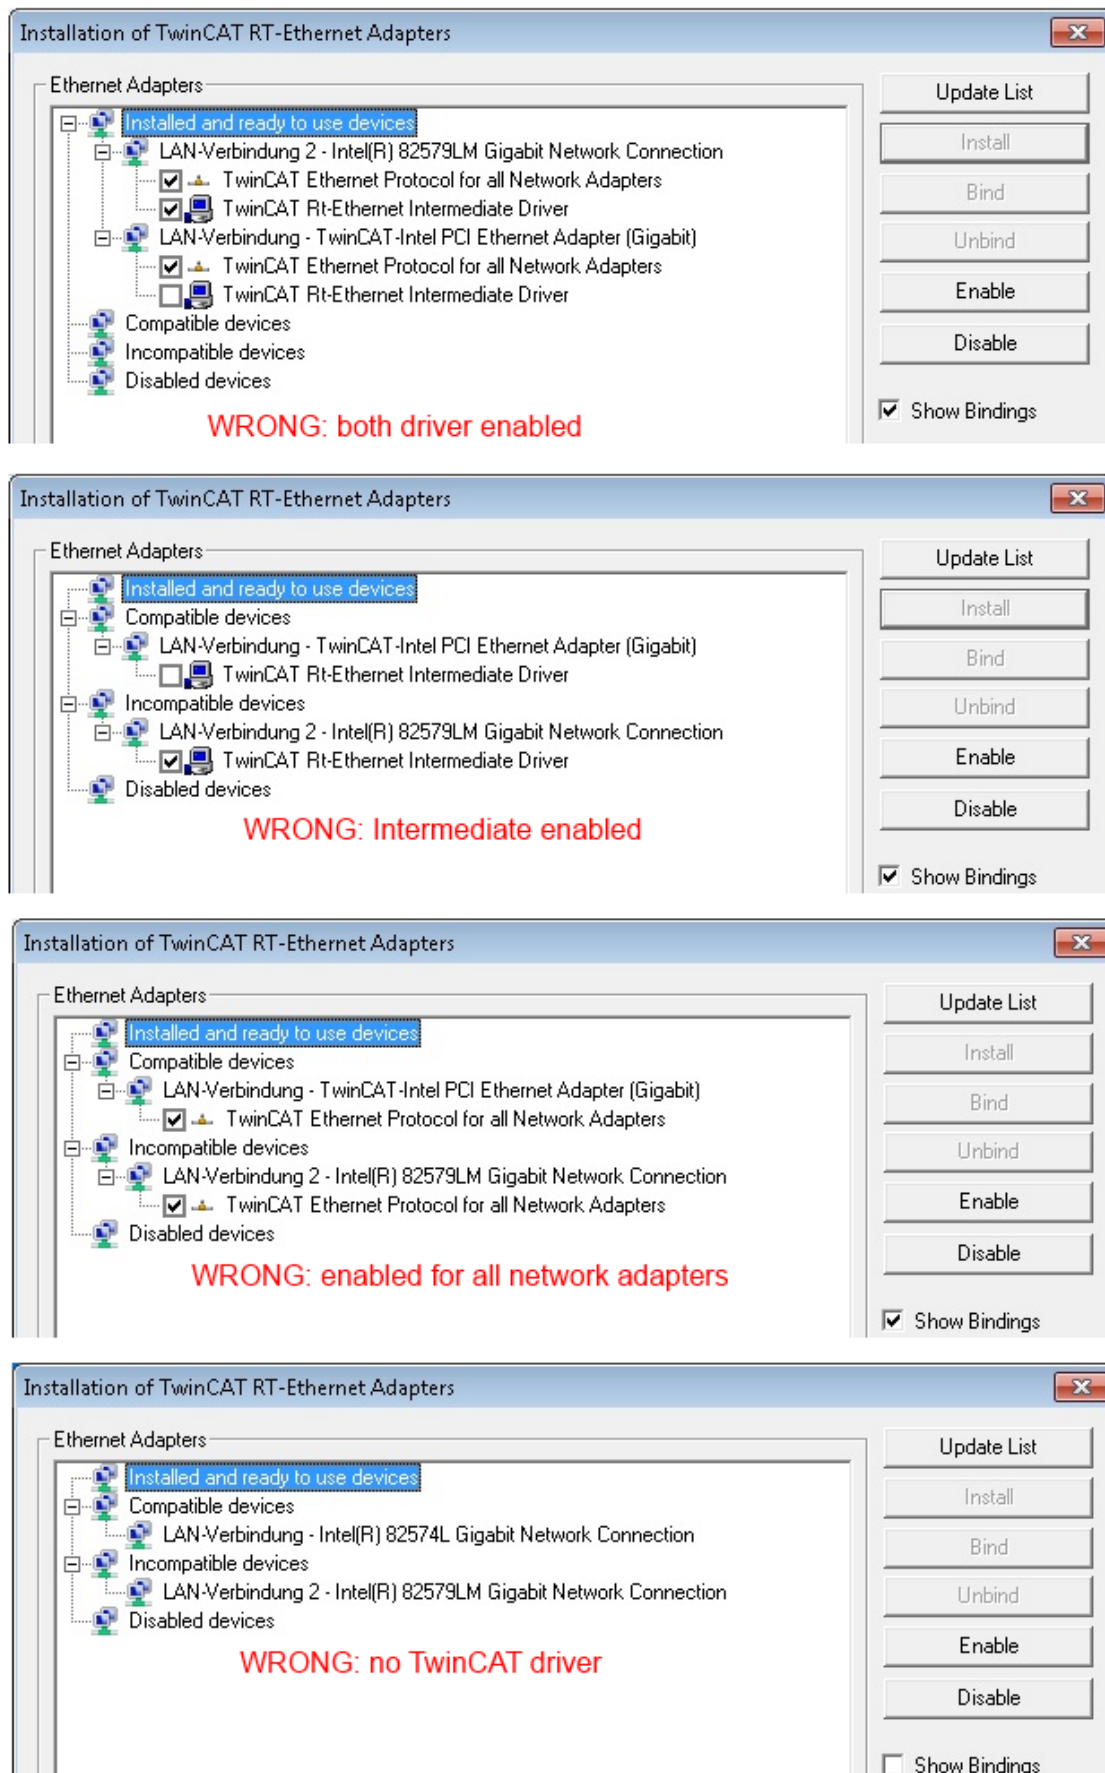 Installation of TwinCAT RT-Ethernet Adapters
Ethernet Adapters
Update List
Installed and ready to use devices
Install
LAN-Verbindung 2 - Intel(R) 82579LM Gigabit Network Connection
TwinCAT Ethernet Protocol for all Network Adapters
Bind
TwinCAT Rt-Ethernet Intermediate Driver
LAN-Verbindung - TwinCAT-Intel PCI Ethernet Adapter (Gigabit)
Unbind
TwinCAT Ethernet Protocol for all Network Adapters
TwinCAT Rt-Ethernet Intermediate Driver
Enable
Compatible devices
Incompatible devices
Disable
Disabled devices
Show Bindings
WRONG: both driver enabled
Installation of TwinCAT RT-Ethernet Adapters
Ethernet Adapters
Update List
Installed and ready to use devices
Install
Compatible devices
LAN-Verbindung - TwinCAT-Intel PCI Ethernet Adapter (Gigabit)
Bind
TwinCAT Rt-Ethernet Intermediate Driver
Incompatible devices
Unbind
LAN-Verbindung 2 - Intel(R) 82579LM Gigabit Network Connection
TwinCAT Rt-Ethernet Intermediate Driver
Enable
Disabled devices
Disable
WRONG: Intermediate enabled
Show Bindings
Installation of TwinCAT RT-Ethernet Adapters
Ethernet Adapters
Update List
Installed and ready to use devices
Install
Compatible devices
LAN-Verbindung - TwinCAT-Intel PCI Ethernet Adapter (Gigabit)
Bind
TwinCAT Ethernet Protocol for all Network Adapters
Incompatible devices
Unbind
LAN-Verbindung 2 - Intel(R) 82579LM Gigabit Network Connection
TwinCAT Ethernet Protocol for all Network Adapters
Enable
Disabled devices
Disable
WRONG: enabled for all network adapters
Show Bindings
Installation of TwinCAT RT-Ethernet Adapters
Ethernet Adapters
Update List
Installed and ready to use devices
Install
Compatible devices
LAN-Verbindung - Intel(R) 82574L Gigabit Network Connection
Bind
Incompatible devices
LAN-Verbindung 2 - Intel(R) 82579LM Gigabit Network Connection
Unbind
Disabled devices
Enable
WRONG: no TwinCAT driver
Disable
Show Bindings